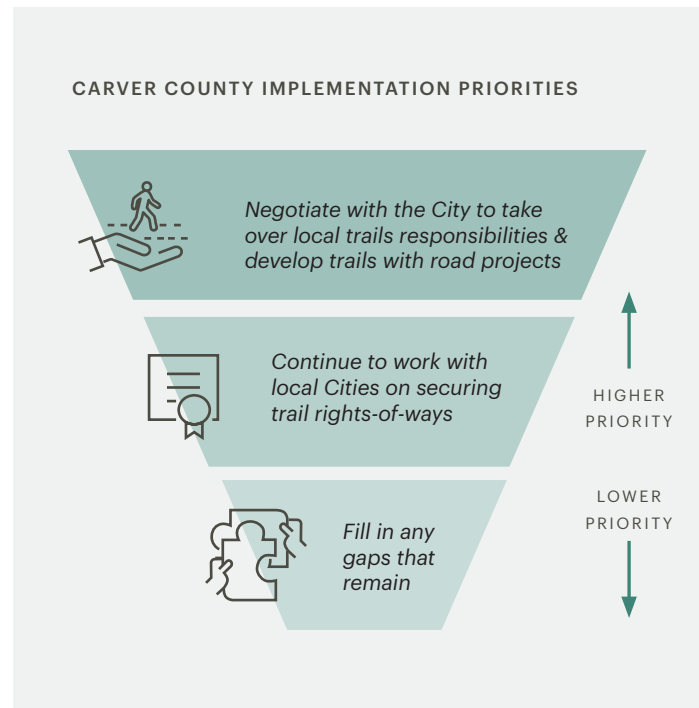 CARVER COUNTY IMPLEMENTATION PRIORITIES
Negotiate with the City to take
over local trails responsibilities &
develop trails with road projects
Continue to work with
local Cities on securing
trail rights-of-ways
HIGHER
PRIORITY
LOWER
PRIORITY
Fill in any
gaps that
remain